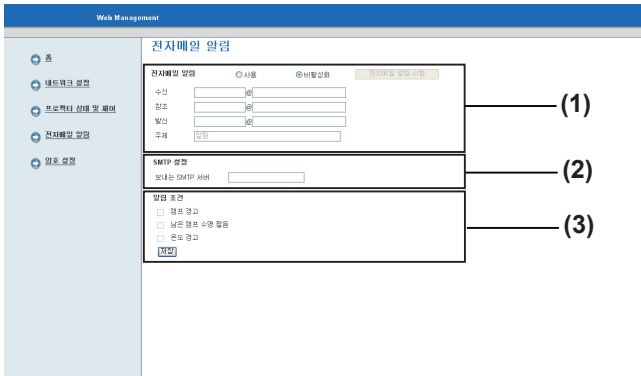 Web Management
홈
네트워크 설정
프로젝터 상태 및 제어
전자메일 알림
암호 설정
전자메일 알림
전자메일 알림 사용 비활성화 전자메일 알림 시험
수신 @
참조 @
발신 @
주제 알림
(1)
SMTP 설정
보내는 SMTP 서버
(2)
알림 조건
램프 경고
남은 램프 수명 짧음
온도 경고
저장
(3)